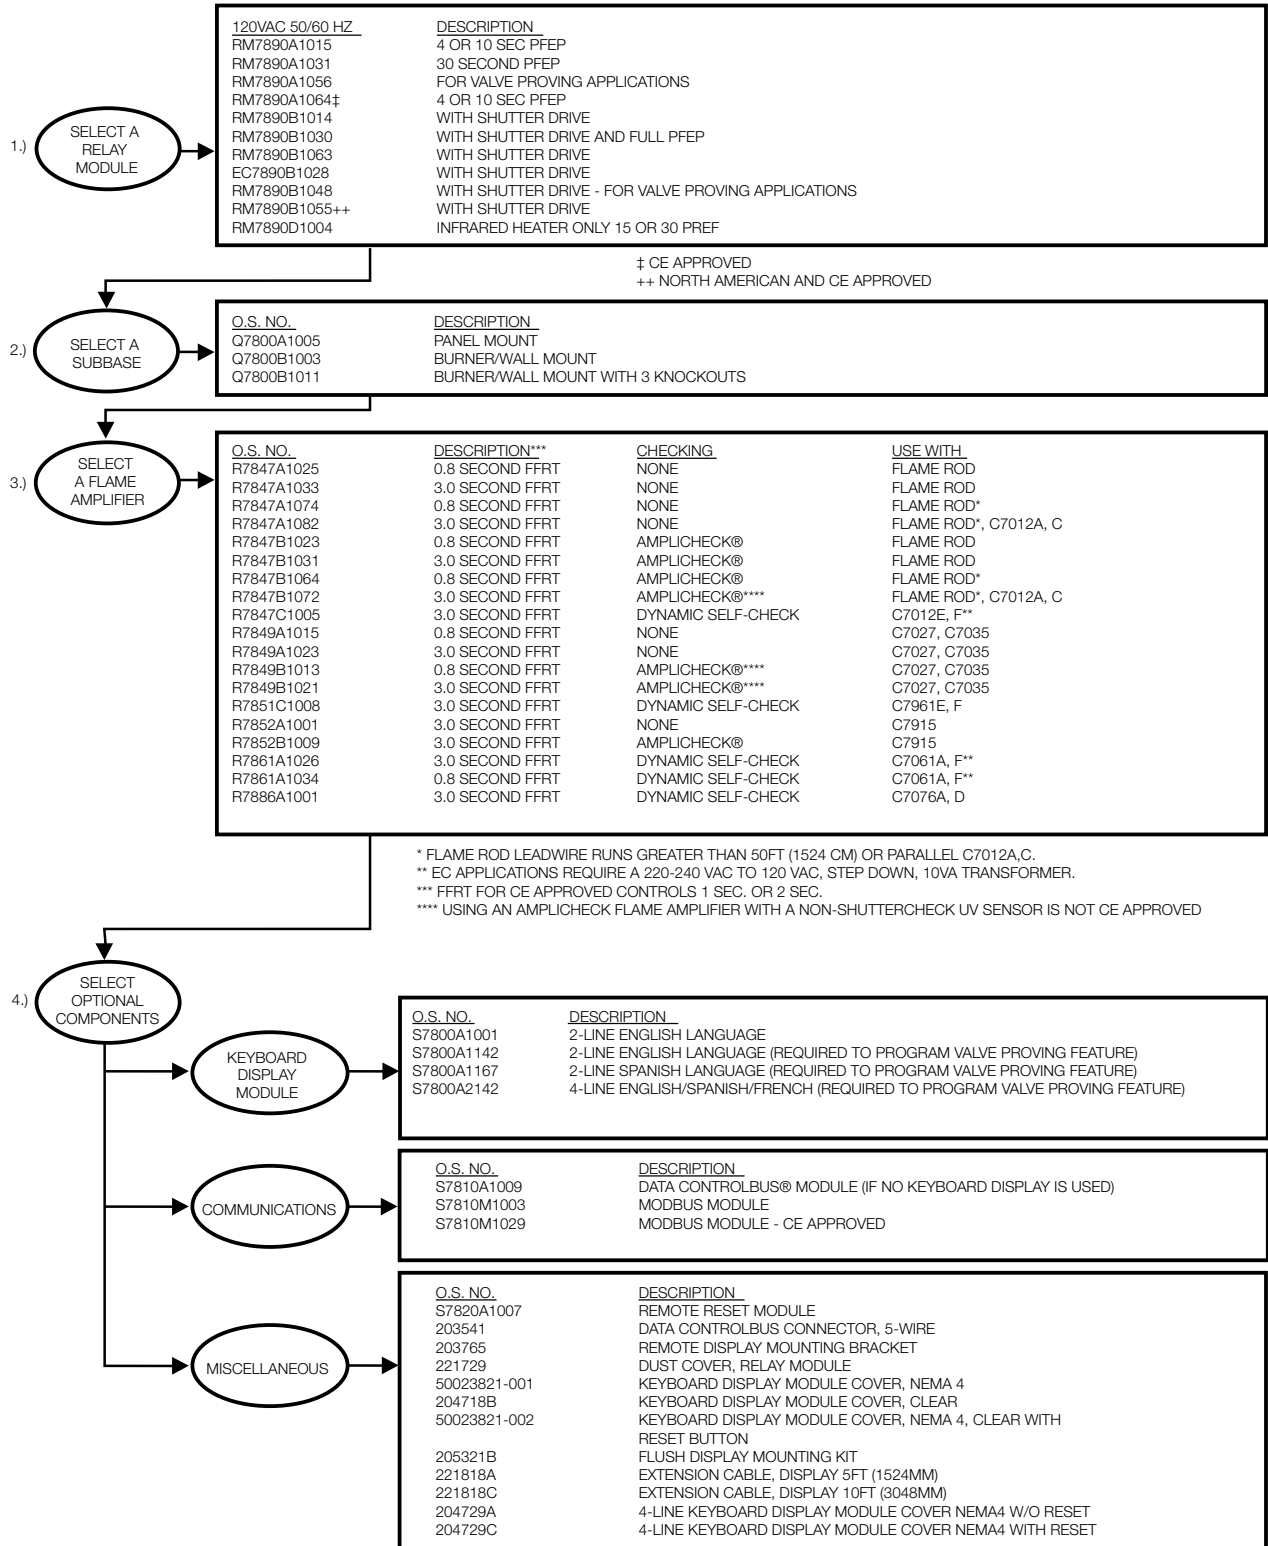 1.) SELECT A
RELAY
MODULE
120VAC 50/60 HZ DESCRIPTION
RM7890A1015 4 OR 10 SEC PFEP
RM7890A1031 30 SECOND PFEP
RM7890A1056 FOR VALVE PROVING APPLICATIONS
RM7890A1064‡ 4 OR 10 SEC PFEP
RM7890B1014 WITH SHUTTER DRIVE
RM7890B1030 WITH SHUTTER DRIVE AND FULL PFEP
RM7890B1063 WITH SHUTTER DRIVE
EC7890B1028 WITH SHUTTER DRIVE
RM7890B1048 WITH SHUTTER DRIVE - FOR VALVE PROVING APPLICATIONS
RM7890B1055++ WITH SHUTTER DRIVE
RM7890D1004 INFRARED HEATER ONLY 15 OR 30 PREF
‡ CE APPROVED
++ NORTH AMERICAN AND CE APPROVED
2.) SELECT A
SUBBASE
O.S. NO. DESCRIPTION
Q7800A1005 PANEL MOUNT
Q7800B1003 BURNER/WALL MOUNT
Q7800B1011 BURNER/WALL MOUNT WITH 3 KNOCKOUTS
3.) SELECT
A FLAME
AMPLIFIER
O.S. NO. DESCRIPTION*** CHECKING USE WITH
R7847A1025 0.8 SECOND FFRT NONE FLAME ROD
R7847A1033 3.0 SECOND FFRT NONE FLAME ROD
R7847A1074 0.8 SECOND FFRT NONE FLAME ROD*
R7847A1082 3.0 SECOND FFRT NONE FLAME ROD*, C7012A, C
R7847B1023 0.8 SECOND FFRT AMPLICHECK® FLAME ROD
R7847B1031 3.0 SECOND FFRT AMPLICHECK® FLAME ROD
R7847B1064 0.8 SECOND FFRT AMPLICHECK® FLAME ROD*
R7847B1072 3.0 SECOND FFRT AMPLICHECK®**** FLAME ROD*, C7012A, C
R7847C1005 3.0 SECOND FFRT DYNAMIC SELF-CHECK C7012E, F**
R7849A1015 0.8 SECOND FFRT NONE C7027, C7035
R7849A1023 3.0 SECOND FFRT NONE C7027, C7035
R7849B1013 0.8 SECOND FFRT AMPLICHECK®**** C7027, C7035
R7849B1021 3.0 SECOND FFRT AMPLICHECK®**** C7027, C7035
R7851C1008 3.0 SECOND FFRT DYNAMIC SELF-CHECK C7961E, F
R7852A1001 3.0 SECOND FFRT NONE C7915
R7852B1009 3.0 SECOND FFRT AMPLICHECK® C7915
R7861A1026 3.0 SECOND FFRT DYNAMIC SELF-CHECK C7061A, F**
R7861A1034 0.8 SECOND FFRT DYNAMIC SELF-CHECK C7061A, F**
R7886A1001 3.0 SECOND FFRT DYNAMIC SELF-CHECK C7076A, D
* FLAME ROD LEADWIRE RUNS GREATER THAN 50FT (1524 CM) OR PARALLEL C7012A,C.
** EC APPLICATIONS REQUIRE A 220-240 VAC TO 120 VAC, STEP DOWN, 10VA TRANSFORMER.
*** FFRT FOR CE APPROVED CONTROLS 1 SEC. OR 2 SEC.
**** USING AN AMPLICHECK FLAME AMPLIFIER WITH A NON-SHUTTERCHECK UV SENSOR IS NOT CE APPROVED
4.) SELECT
OPTIONAL
COMPONENTS
KEYBOARD
DISPLAY
MODULE
O.S. NO. DESCRIPTION
S7800A1001 2-LINE ENGLISH LANGUAGE
S7800A1142 2-LINE ENGLISH LANGUAGE (REQUIRED TO PROGRAM VALVE PROVING FEATURE)
S7800A1167 2-LINE SPANISH LANGUAGE (REQUIRED TO PROGRAM VALVE PROVING FEATURE)
S7800A2142 4-LINE ENGLISH/SPANISH/FRENCH (REQUIRED TO PROGRAM VALVE PROVING FEATURE)
COMMUNICATIONS
O.S. NO. DESCRIPTION
S7810A1009 DATA CONTROLBUS® MODULE (IF NO KEYBOARD DISPLAY IS USED)
S7810M1003 MODBUS MODULE
S7810M1029 MODBUS MODULE - CE APPROVED
MISCELLANEOUS
O.S. NO. DESCRIPTION
S7820A1007 REMOTE RESET MODULE
203541 DATA CONTROLBUS CONNECTOR, 5-WIRE
203765 REMOTE DISPLAY MOUNTING BRACKET
221729 DUST COVER, RELAY MODULE
50023821-001 KEYBOARD DISPLAY MODULE COVER, NEMA 4
204718B KEYBOARD DISPLAY MODULE COVER, CLEAR
50023821-002 KEYBOARD DISPLAY MODULE COVER, NEMA 4, CLEAR WITH
RESET BUTTON
205321B FLUSH DISPLAY MOUNTING KIT
221818A EXTENSION CABLE, DISPLAY 5FT (1524MM)
221818C EXTENSION CABLE, DISPLAY 10FT (3048MM)
204729A 4-LINE KEYBOARD DISPLAY MODULE COVER NEMA4 W/O RESET
204729C 4-LINE KEYBOARD DISPLAY MODULE COVER NEMA4 WITH RESET